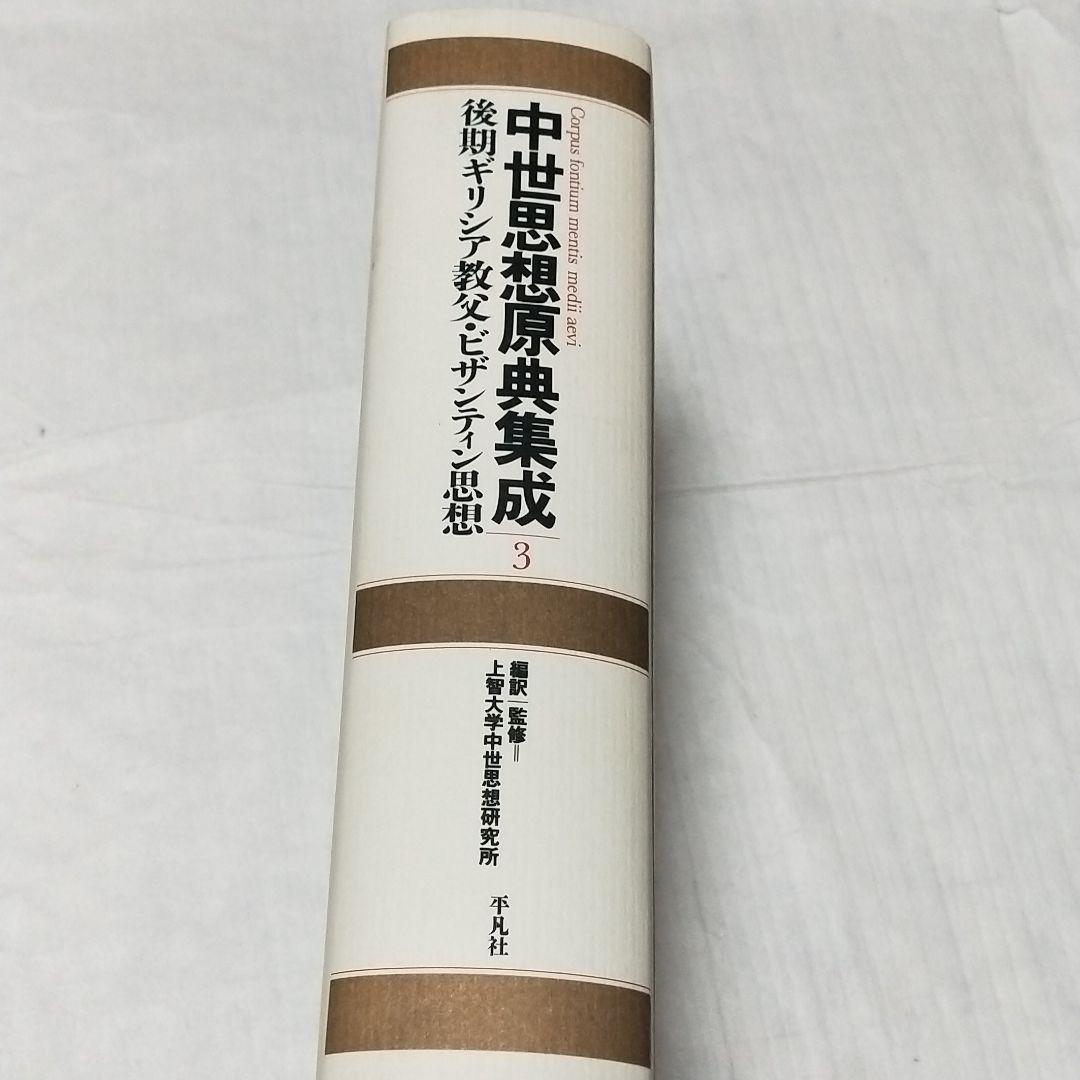 Corpus fontium mentis medii aevi
中世思想原典集成
3
後期ギリシア教父・ビザンティン思想
編訳｜監修＝
上智大学中世思想研究所
平凡社